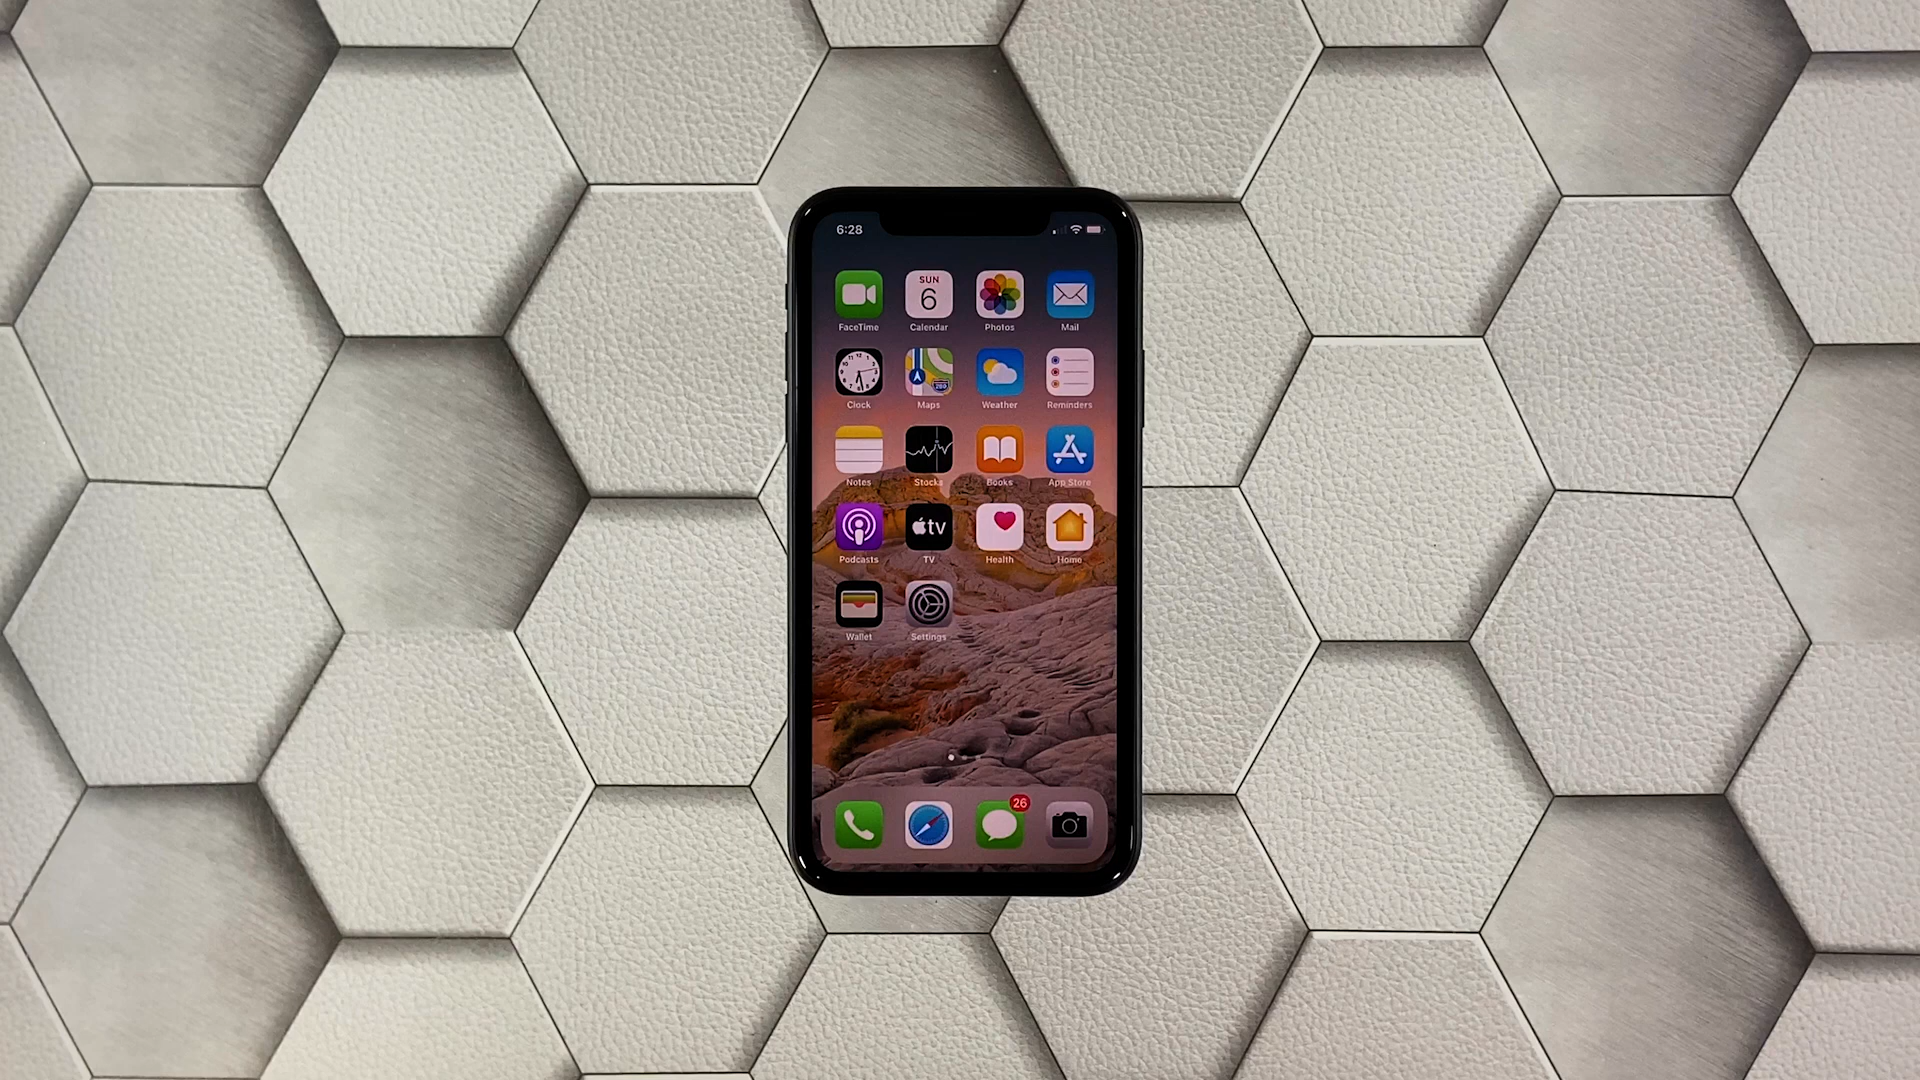 6:28
SUN
6
FaceTime Calendar Photos Mail
280
Clock Maps Weather Reminders
Notes Stocks Books App Store
tv
Podcasts TV Health Home
Wallet Settings
26